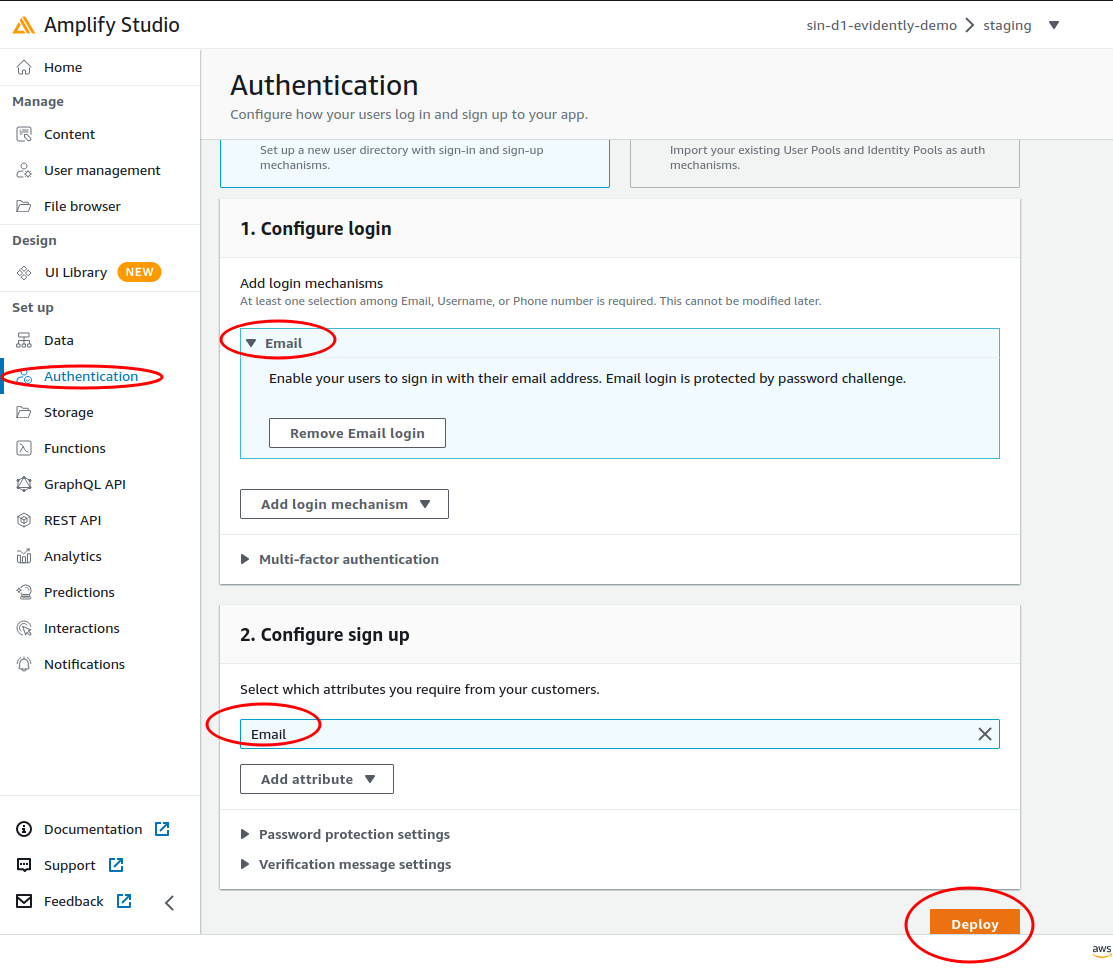 Amplify Studio
sin-d1-evidently-demo
staging
Home
Manage
Content
User management
File browser
Design
UI Library
NEW
Set up
Data
Authentication
Storage
Functions
GraphQL API
REST API
Analytics
Predictions
Interactions
Notifications
Documentation
Support
Feedback
Authentication
Configure how your users log in and sign up to your app.
Set up a new user directory with sign-in and sign-up
mechanisms.
Import your existing User Pools and Identity Pools as auth
mechanisms.
1. Configure login
Add login mechanisms
At least one selection among Email, Username, or Phone number is required. This cannot be modified later.
Email
Enable your users to sign in with their email address. Email login is protected by password challenge.
Remove Email login
Add login mechanism
Multi-factor authentication
2. Configure sign up
Select which attributes you require from your customers.
Email
Add attribute
Password protection settings
Verification message settings
Deploy
aws